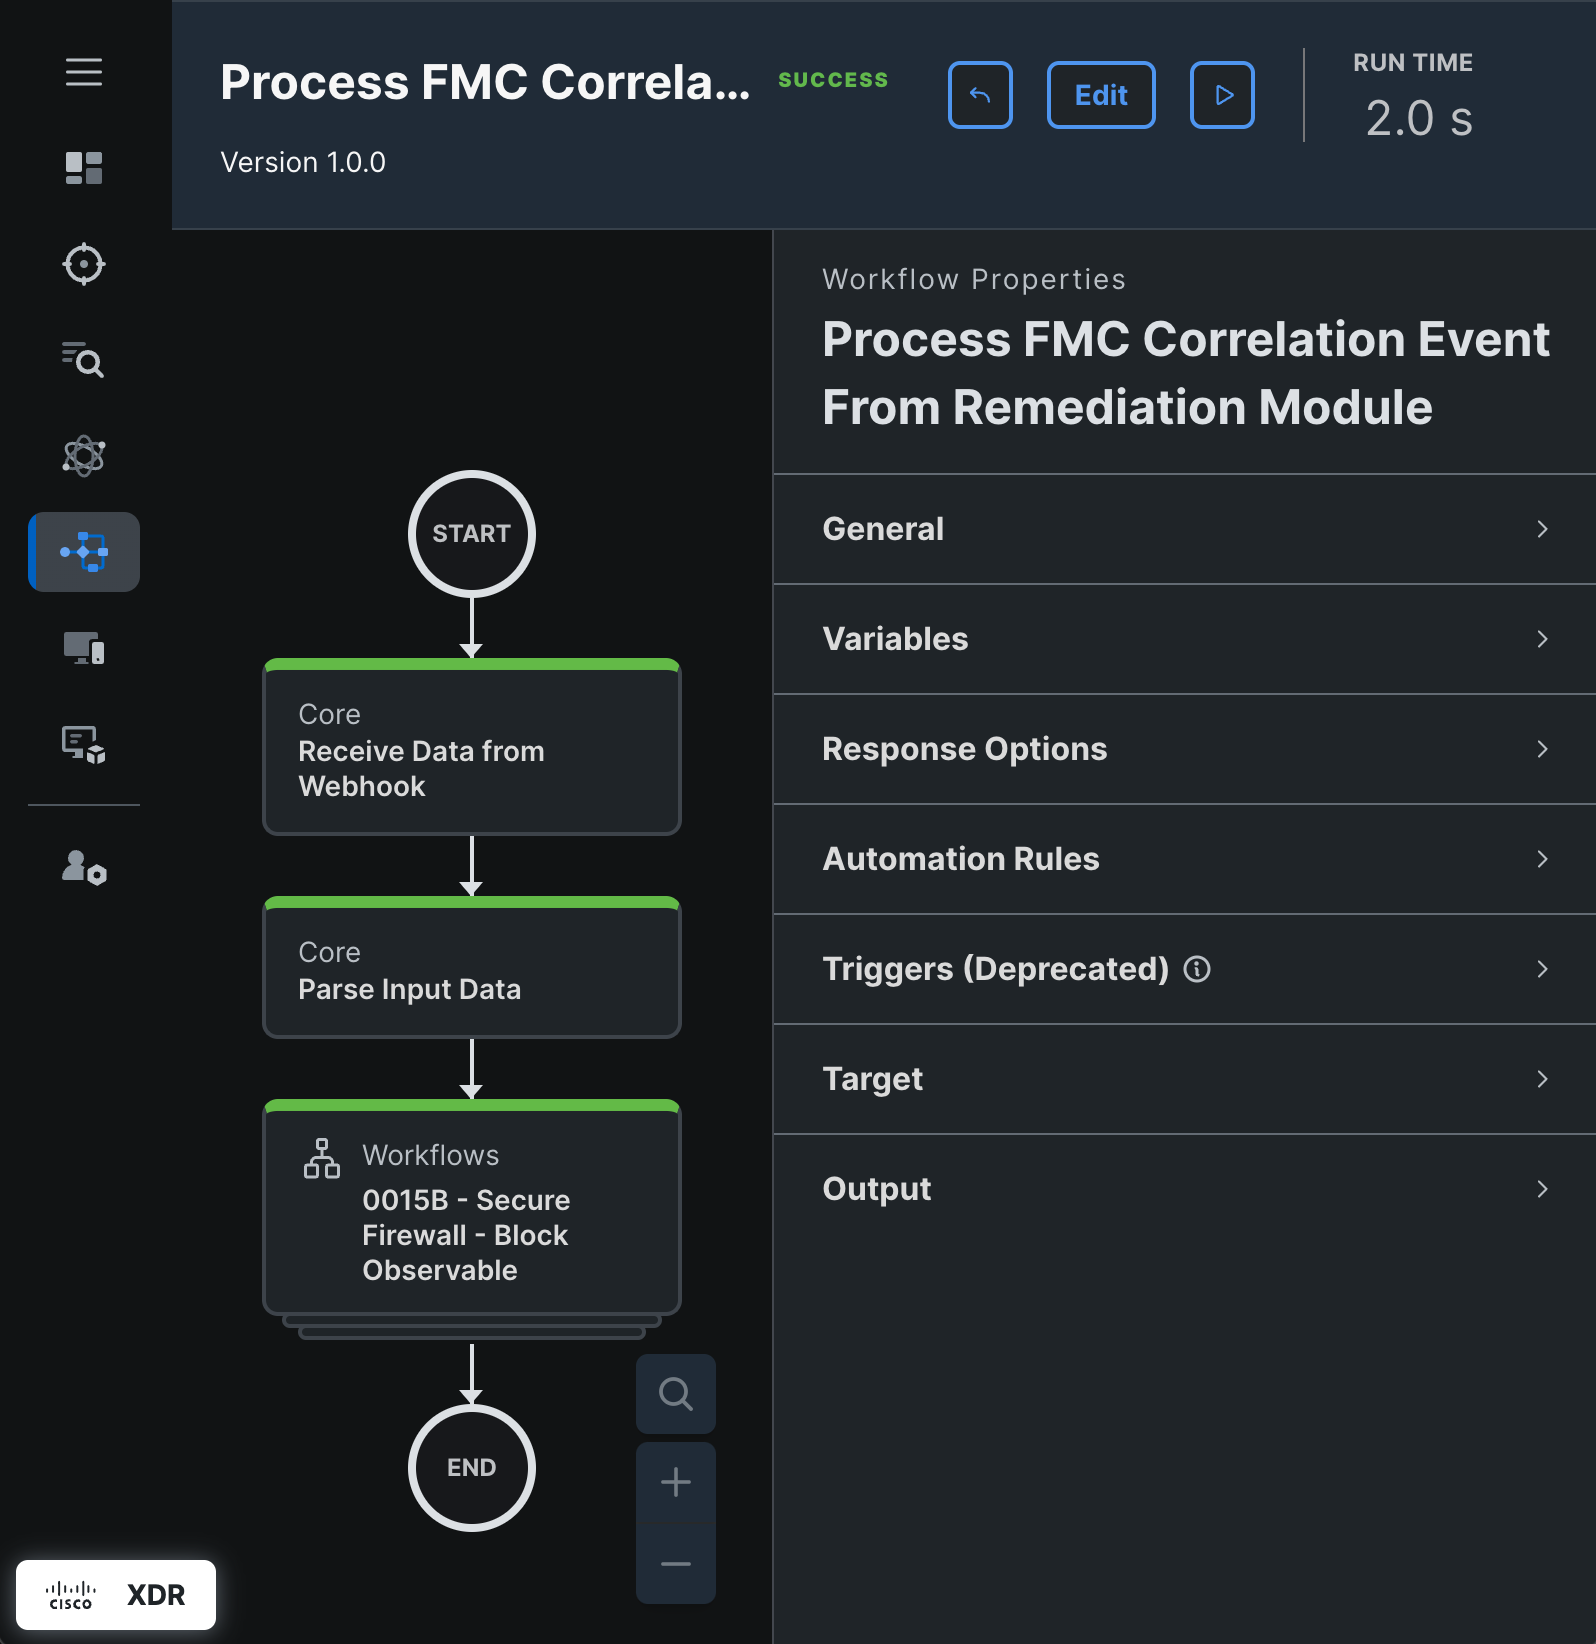 Process FMC Correla...
SUCCESS
Edit
RUN TIME
2.0 s
Version 1.0.0
START
Core
Receive Data from
Webhook
Core
Parse Input Data
Workflows
0015B - Secure
Firewall - Block
Observable
END
Workflow Properties
Process FMC Correlation Event
From Remediation Module
General
Variables
Response Options
Automation Rules
Triggers (Deprecated)
Target
Output
CISCO XDR